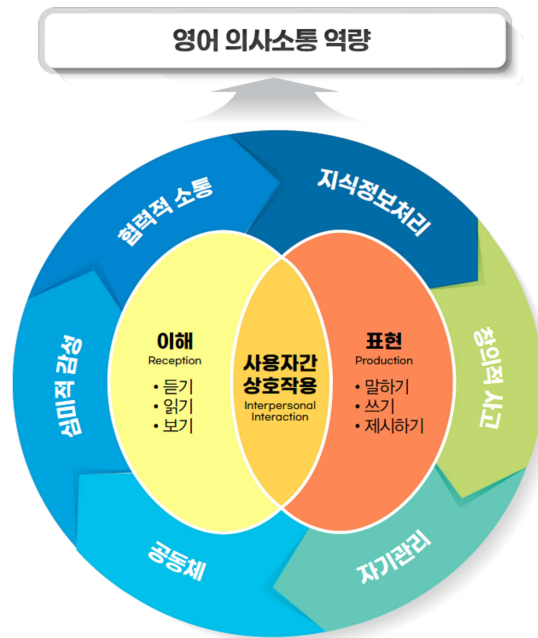 영어 의사소통 역량
협력적 소통
지식정보처리
창의적 사고
자기관리
공동체
심미적 감성
이해
Reception
• 듣기
• 읽기
• 보기
사용자간
상호작용
Interpersonal
Interaction
표현
Production
• 말하기
• 쓰기
• 제시하기